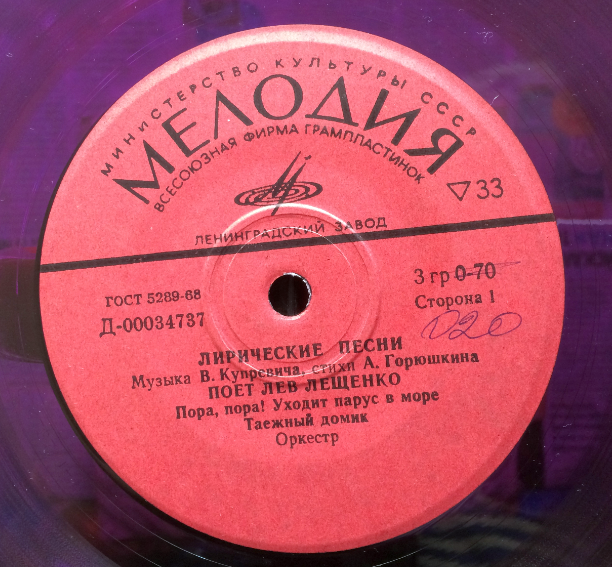 МИНИСТЕРСТВО КУЛЬТУРЫ СССР
МЕЛОДИЯ
ВСЕСОЮЗНАЯ ФИРМА ГРАМПЛАСТИНОК
▽33
ЛЕНИНГРАДСКИЙ ЗАВОД
ГОСТ 5289-68
3 гр 0-70
Д-00034737
Сторона 1
020
ЛИРИЧЕСКИЕ ПЕСНИ
Музыка В. Купревича, стихи А. Горюшкина
ПОЕТ ЛЕВ ЛЕЩЕНКО
Пора, пора! Уходит парус в море
Таежный домик
Оркестр